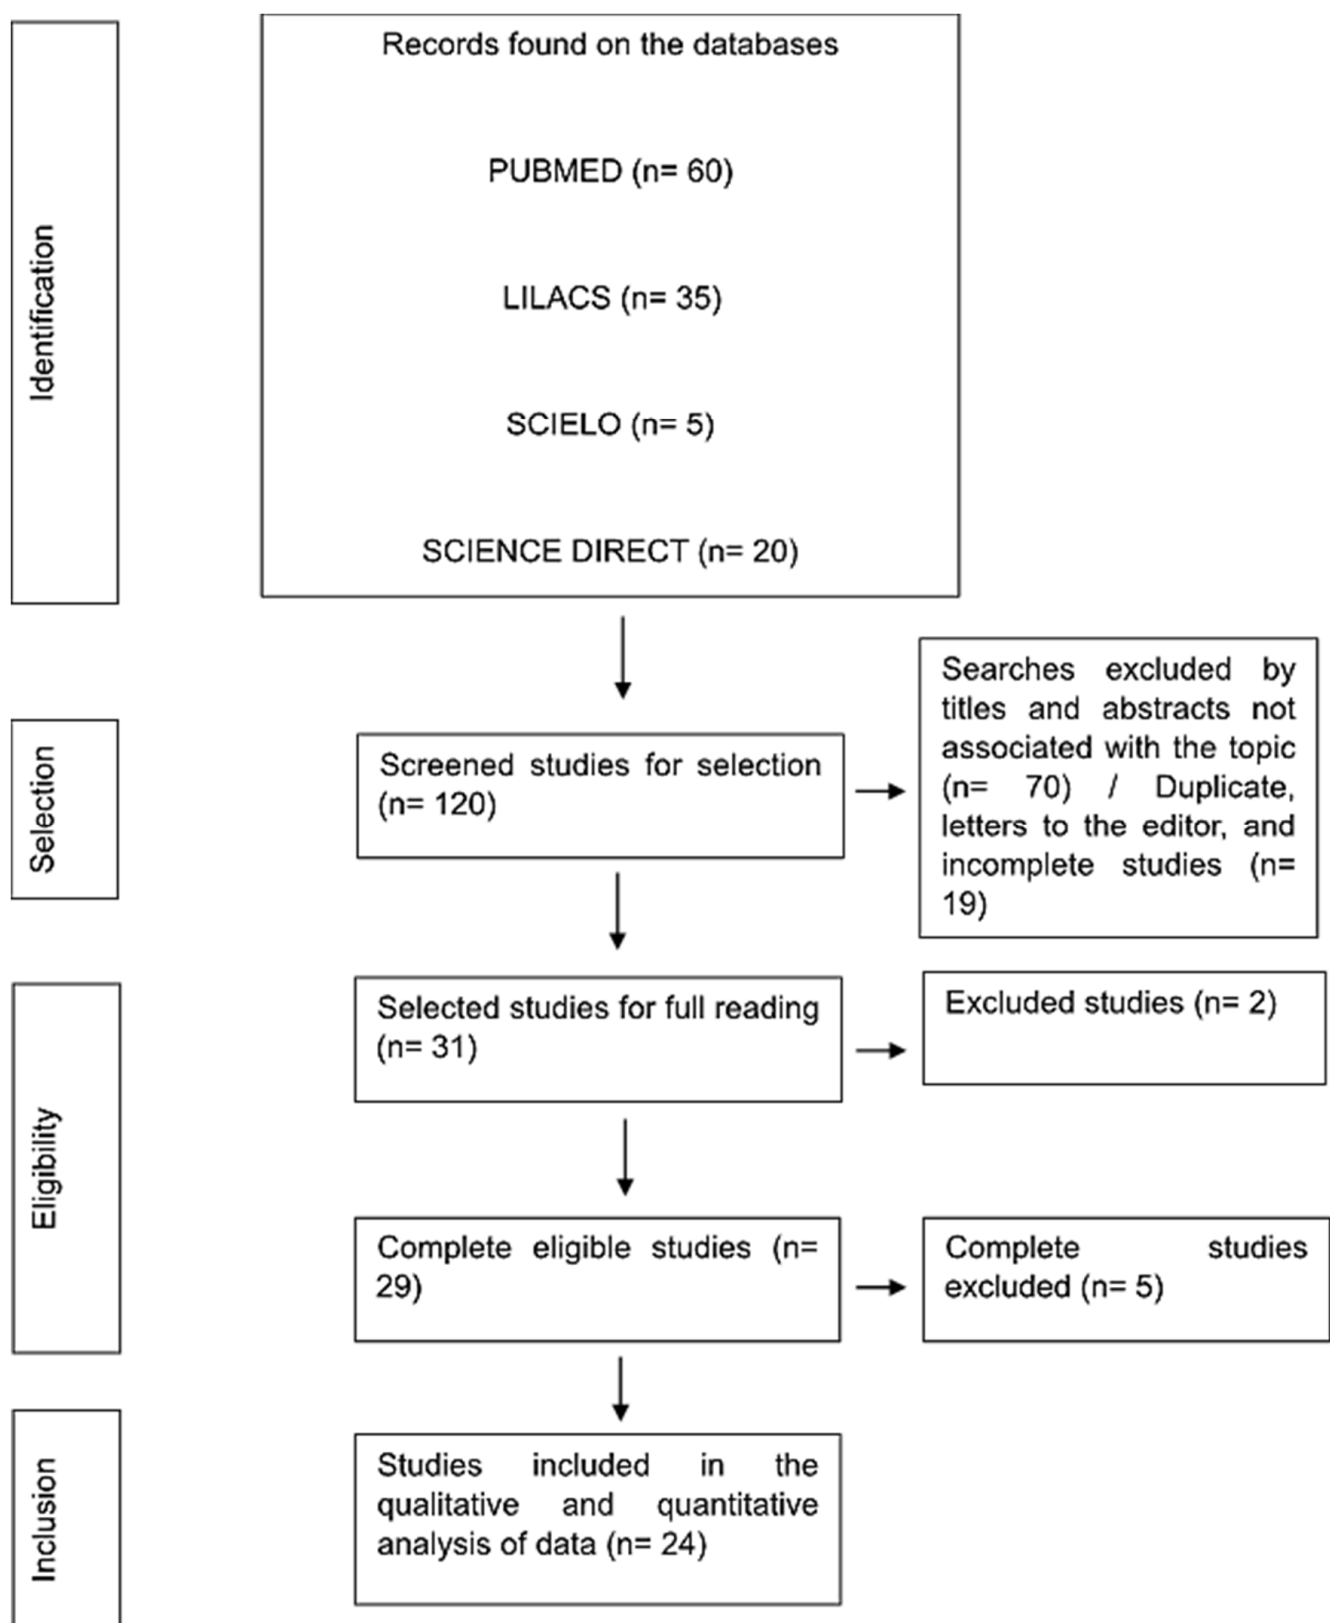 Identification
Records found on the databases
PUBMED (n= 60)
LILACS (n= 35)
SCIELO (n= 5)
SCIENCE DIRECT (n= 20)
Selection
Screened studies for selection
(n= 120)
Searches excluded by
titles and abstracts not
associated with the topic
(n= 70) / Duplicate,
letters to the editor, and
incomplete studies (n=
19)
Eligibility
Selected studies for full reading
(n= 31)
Excluded studies (n= 2)
Complete eligible studies (n=
29)
Complete studies
excluded (n= 5)
Inclusion
Studies included in the
qualitative and quantitative
analysis of data (n= 24)